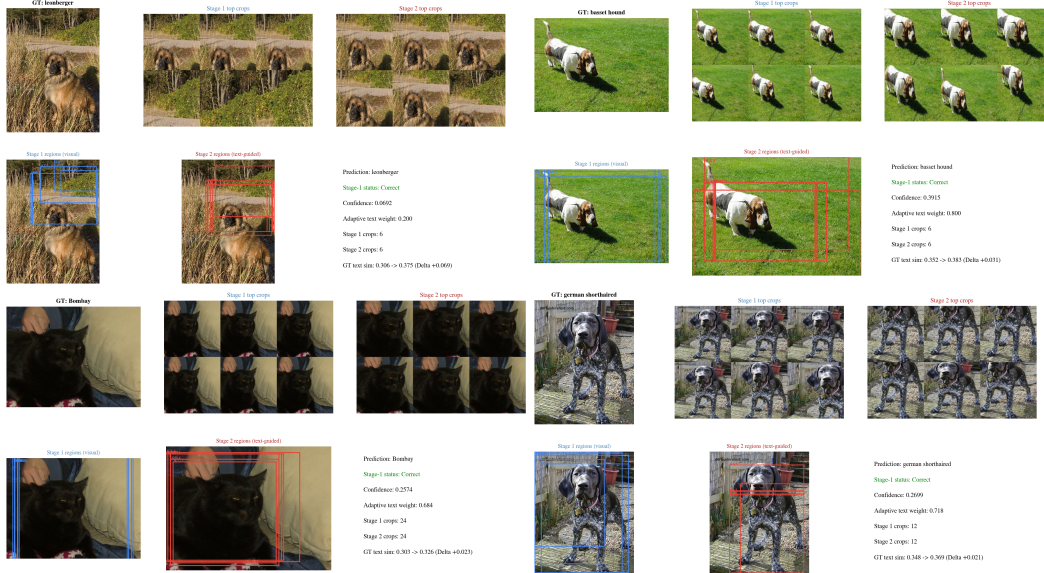 GT: leonberger
Stage 1 top crops
Stage 2 top crops
Stage 1 regions (visual)
Stage 2 regions (text-guided)
Prediction: leonberger
Stage-1 status: Correct
Confidence: 0.0692
Adaptive text weight: 0.200
Stage 1 crops: 6
Stage 2 crops: 6
GT text sim: 0.306 -> 0.375 (Delta +0.069)
GT: basset hound
Stage 1 top crops
Stage 2 top crops
Stage 1 regions (visual)
Stage 2 regions (text-guided)
Prediction: basset hound
Stage-1 status: Correct
Confidence: 0.3915
Adaptive text weight: 0.800
Stage 1 crops: 6
Stage 2 crops: 6
GT text sim: 0.352 -> 0.383 (Delta +0.031)
GT: Bombay
Stage 1 top crops
Stage 2 top crops
Stage 1 regions (visual)
Stage 2 regions (text-guided)
Prediction: Bombay
Stage-1 status: Correct
Confidence: 0.2574
Adaptive text weight: 0.684
Stage 1 crops: 24
Stage 2 crops: 24
GT text sim: 0.303 -> 0.326 (Delta +0.023)
GT: german shorthaired
Stage 1 top crops
Stage 2 top crops
Stage 1 regions (visual)
Stage 2 regions (text-guided)
Prediction: german shorthaired
Stage-1 status: Correct
Confidence: 0.2699
Adaptive text weight: 0.718
Stage 1 crops: 12
Stage 2 crops: 12
GT text sim: 0.348 -> 0.369 (Delta +0.021)